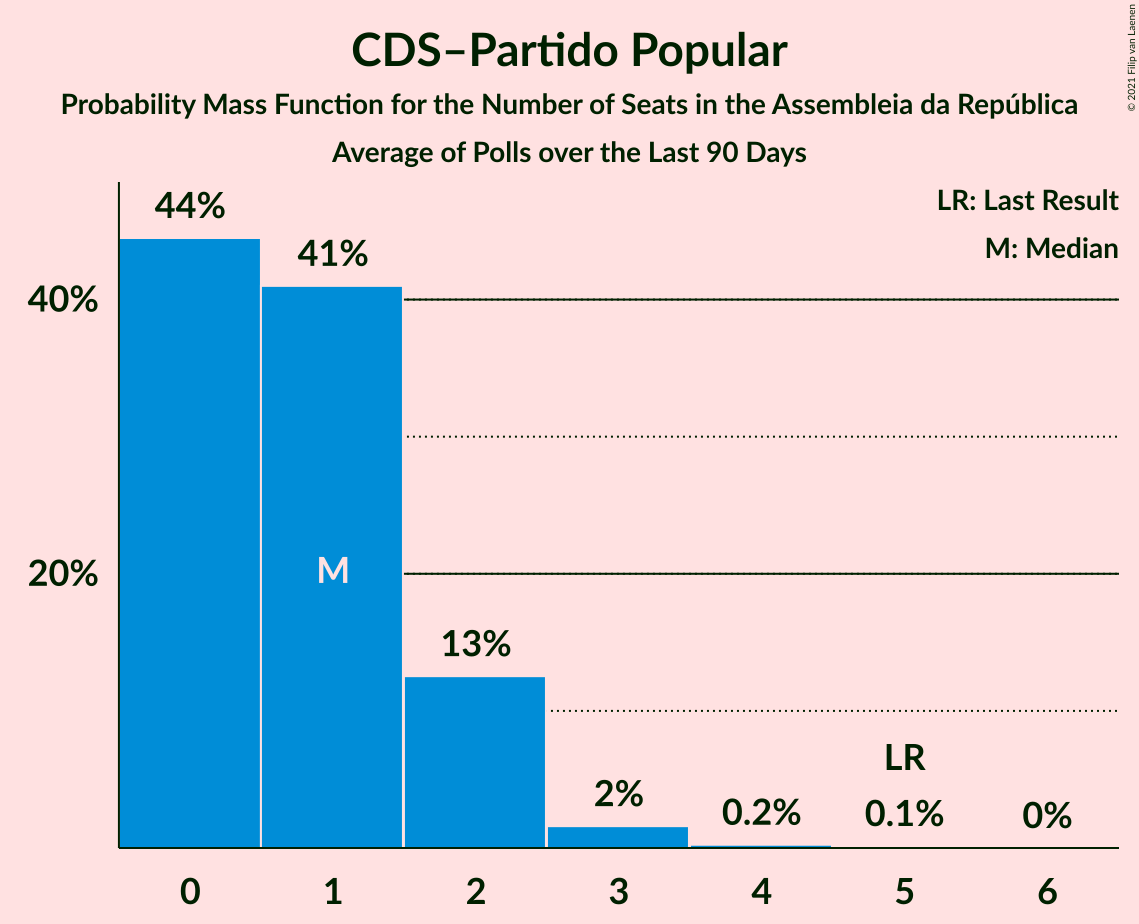 CDS–Partido Popular
Probability Mass Function for the Number of Seats in the Assembleia da República
Average of Polls over the Last 90 Days
© 2021 Filip van Laenen
LR: Last Result
M: Median
44%
41%
40%
M
20%
13%
LR
2%
0.2%
0.1%
0%
0 1 2 3 4 5 6